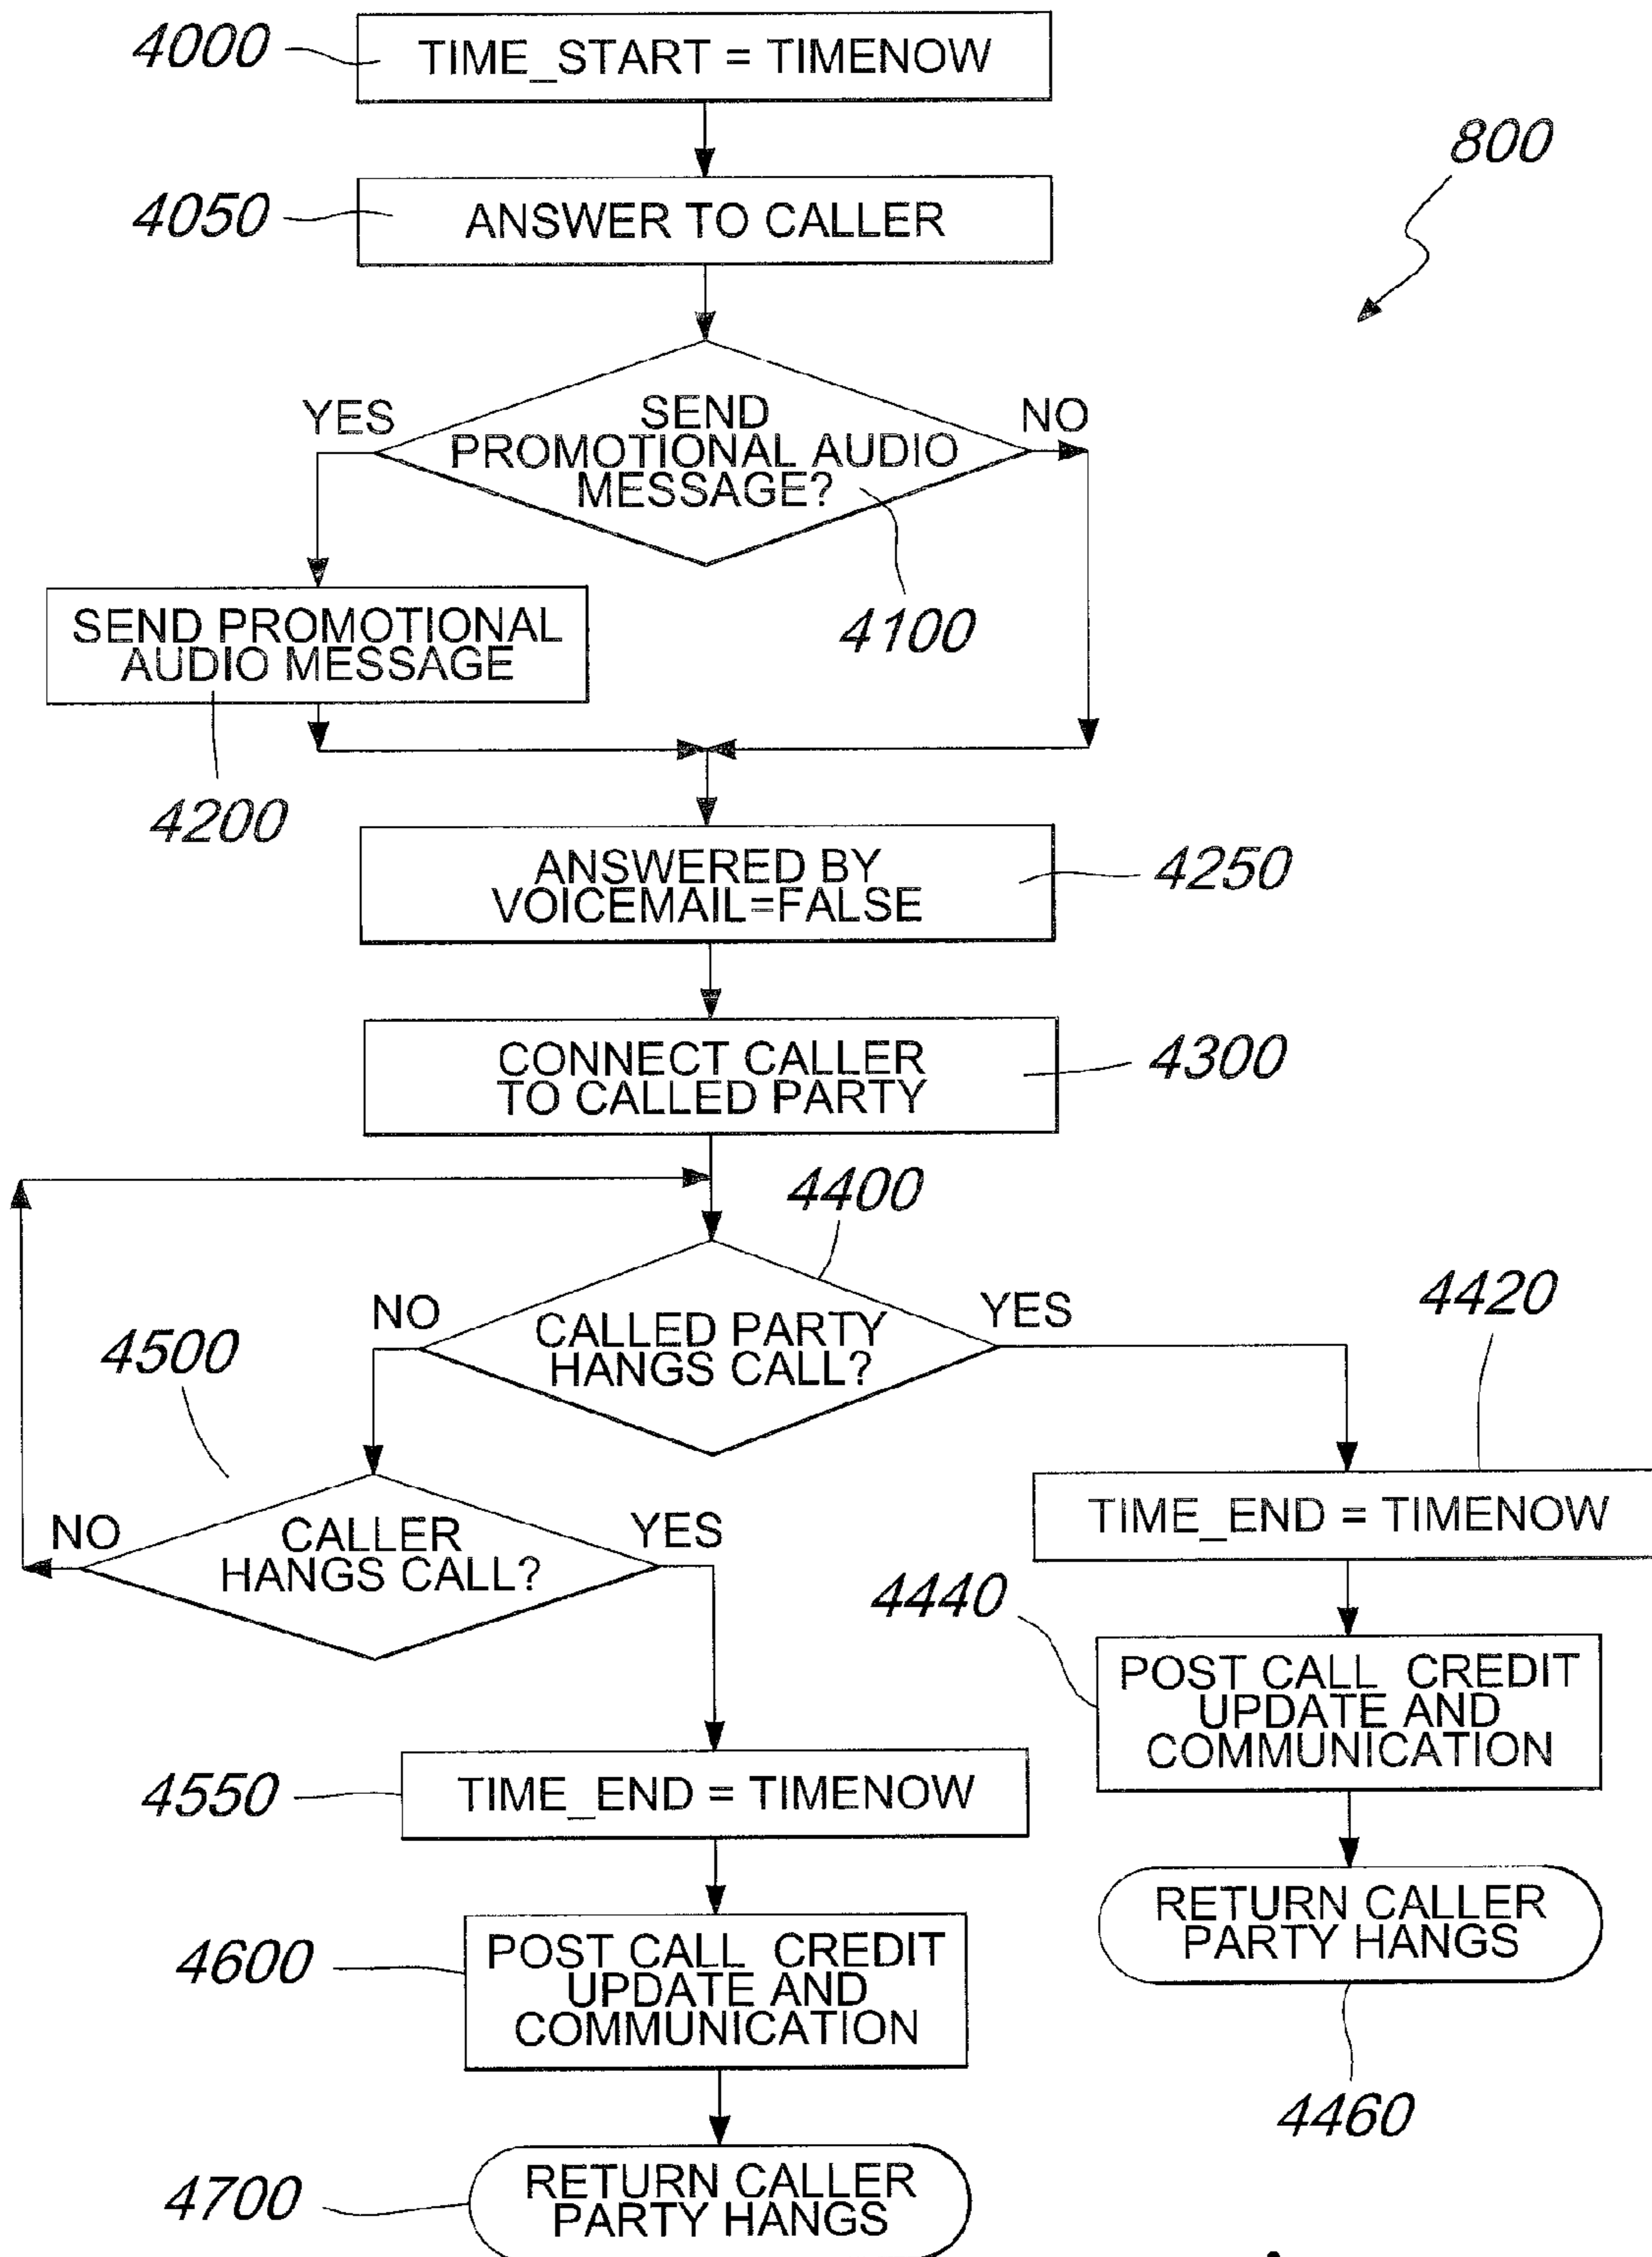 4000
TIME_START = TIMENOW
800
4050
ANSWER TO CALLER
YES
SEND
PROMOTIONAL AUDIO
MESSAGE?
NO
4100
SEND PROMOTIONAL
AUDIO MESSAGE
4200
ANSWERED BY
VOICEMAIL=FALSE
4250
CONNECT CALLER
TO CALLED PARTY
4300
4400
NO
CALLED PARTY
HANGS CALL?
YES
4420
4500
NO
CALLER
HANGS CALL?
YES
TIME_END = TIMENOW
4440
POST CALL CREDIT
UPDATE AND
COMMUNICATION
4550
TIME_END = TIMENOW
RETURN CALLER
PARTY HANGS
4460
4600
POST CALL CREDIT
UPDATE AND
COMMUNICATION
4700
RETURN CALLER
PARTY HANGS